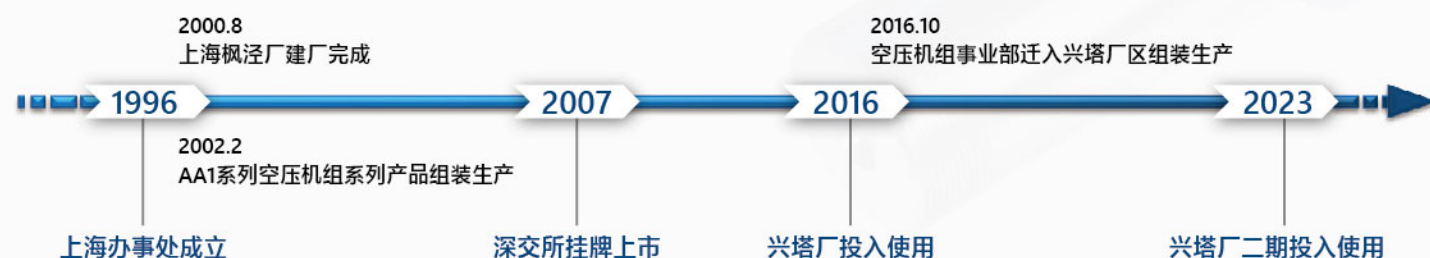 2000.8
上海枫泾厂建厂完成
2016.10
空压机组事业部迁入兴塔厂区组装生产
1996
2007
2016
2023
2002.2
AA1系列空压机组系列产品组装生产
上海办事处成立
深交所挂牌上市
兴塔厂投入使用
兴塔厂二期投入使用